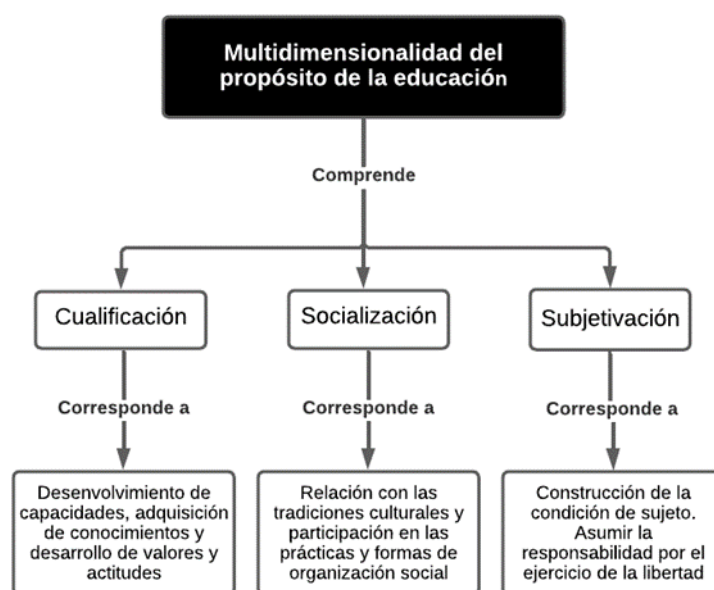 Multidimensionalidad del
propósito de la educación
Comprende
Cualificación
Socialización
Subjetivación
Corresponde a
Corresponde a
Corresponde a
Desenvolvimiento de
capacidades, adquisición
de conocimientos y
desarrollo de valores y
actitudes
Relación con las
tradiciones culturales y
participación en las
prácticas y formas de
organización social
Construcción de la
condición de sujeto.
Asumir la
responsabilidad por el
ejercicio de la libertad